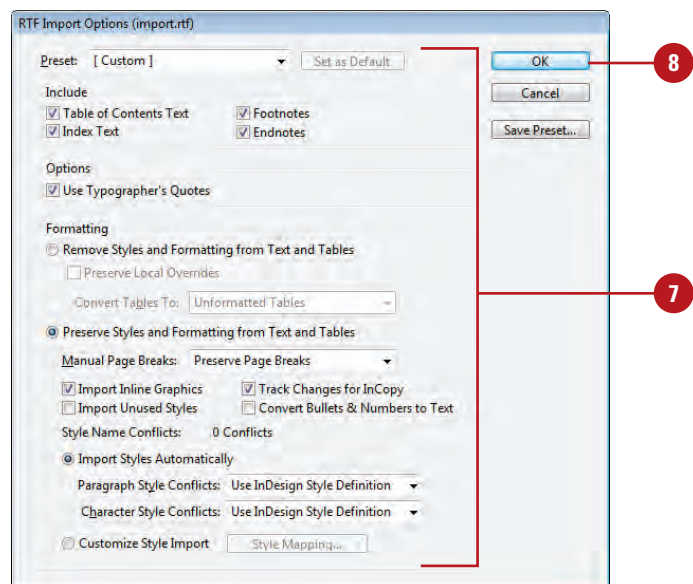 RTF Import Options (import.rtf)
Preset: [ Custom ] Set as Default OK 8
Include Cancel
Table of Contents Text Footnotes
Index Text Endnotes Save Preset...
Options
Use Typographer's Quotes
Formatting
Remove Styles and Formatting from Text and Tables
Preserve Local Overrides
Convert Tables To: Unformatted Tables 7
Preserve Styles and Formatting from Text and Tables
Manual Page Breaks: Preserve Page Breaks
Import Inline Graphics Track Changes for InCopy
Import Unused Styles Convert Bullets & Numbers to Text
Style Name Conflicts: 0 Conflicts
Import Styles Automatically
Paragraph Style Conflicts: Use InDesign Style Definition
Character Style Conflicts: Use InDesign Style Definition
Customize Style Import Style Mapping...